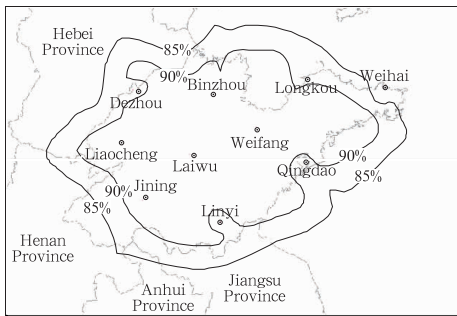 Hebei
Province
85%
90%
Binzhou
Dezhou
Longkou
Weihai
Weifang
Liaocheng
Laiwu
90%
Qingdao
85%
90%
Jining
85%
Linyi
Henan
Province
Anhui
Province
Jiangsu
Province